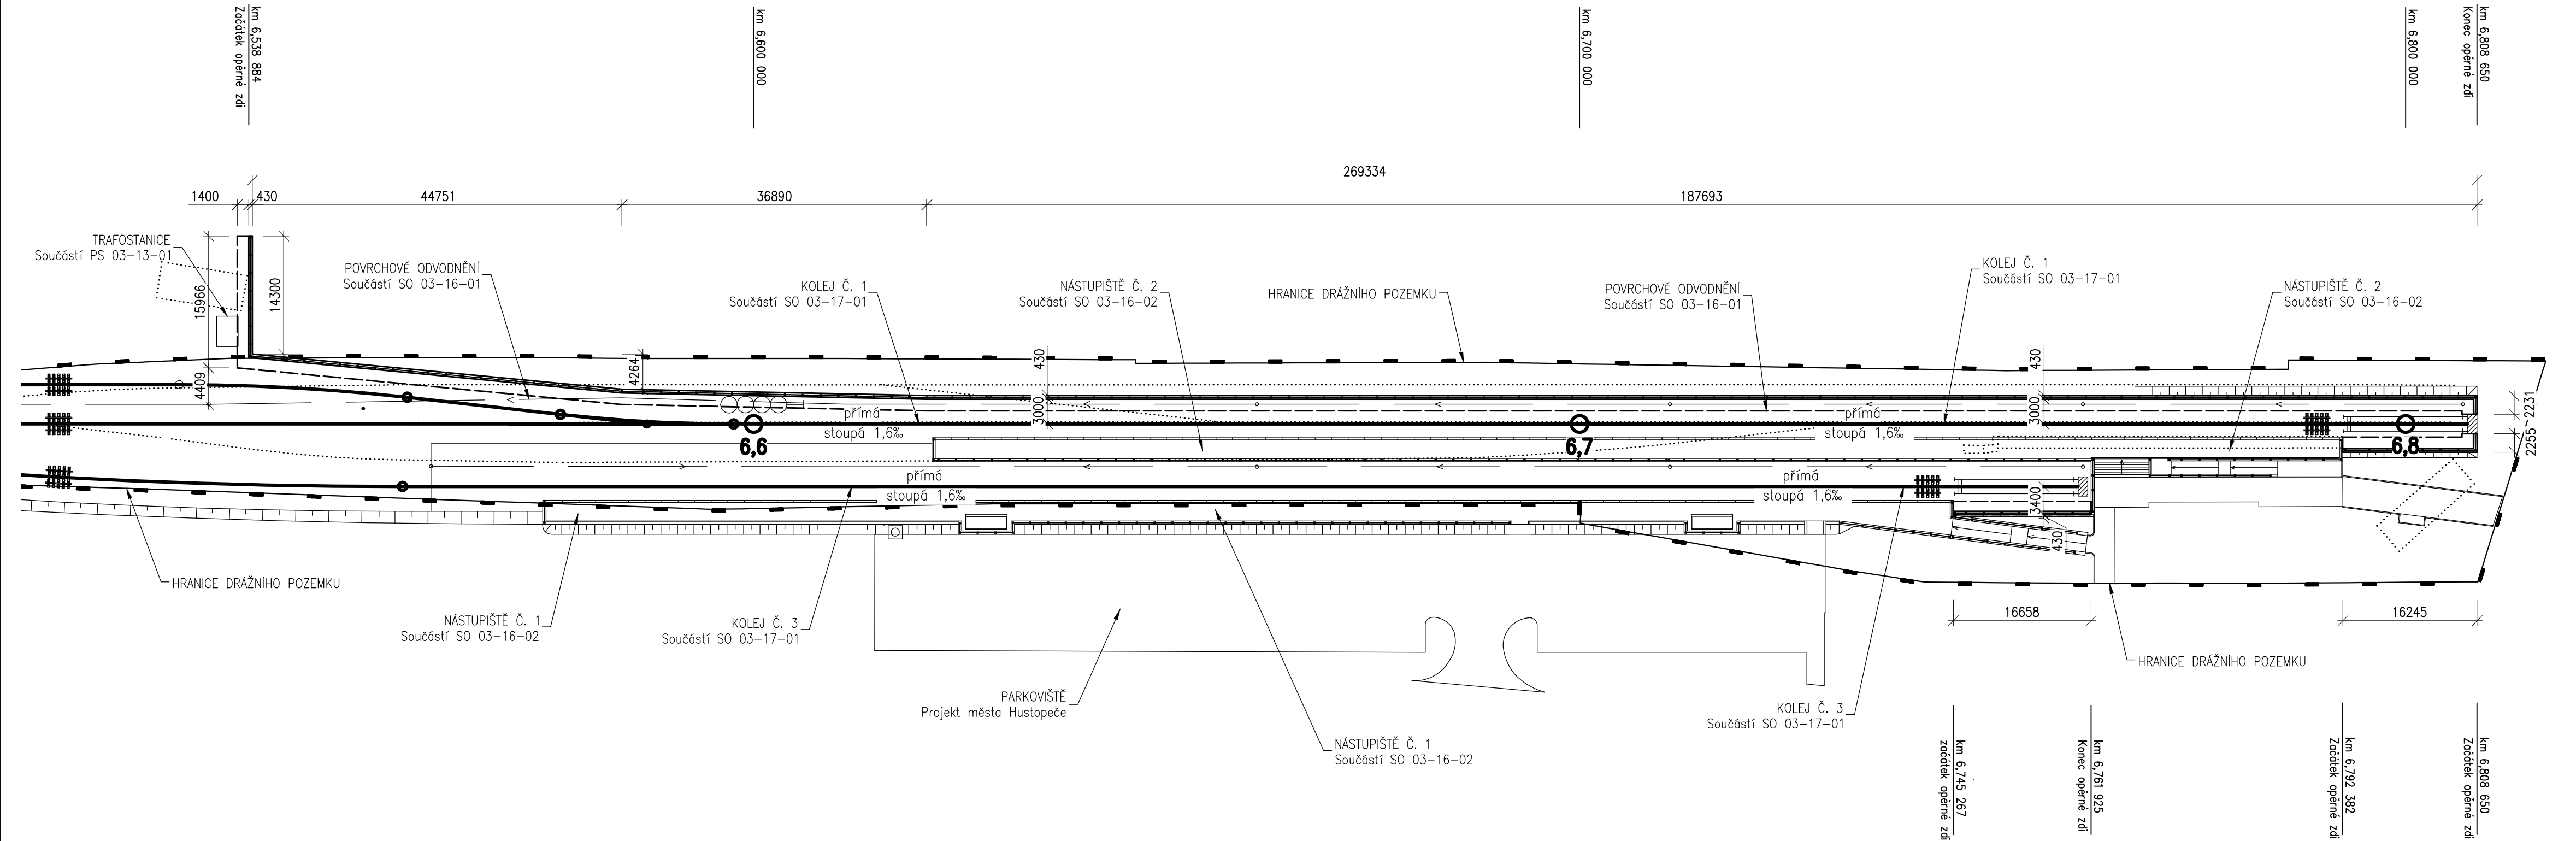 km 6,538 884
Začátek opěrné zdi
km 6,600 000
km 6,700 000
km 6,800 000
km 6,808 650
Konec opěrné zdi
269334
1400
430
44751
36890
187693
TRAFOSTANICE
Součástí PS 03-13-01
15966
14300
4409
POVRCHOVÉ ODVODNĚNÍ
Součástí SO 03-16-01
4264
KOLEJ Č. 1
Součástí SO 03-17-01
NÁSTUPIŠTĚ Č. 2
Součástí SO 03-16-02
430
3000
HRANICE DRÁŽNÍHO POZEMKU
POVRCHOVÉ ODVODNĚNÍ
Součástí SO 03-16-01
KOLEJ Č. 1
Součástí SO 03-17-01
430
3000
NÁSTUPIŠTĚ Č. 2
Součástí SO 03-16-02
2255~2231
přímá
stoupá 1,6‰
přímá
stoupá 1,6‰
6,6
6,7
6,8
přímá
stoupá 1,6‰
přímá
stoupá 1,6‰
3400
430
HRANICE DRÁŽNÍHO POZEMKU
NÁSTUPIŠTĚ Č. 1
Součástí SO 03-16-02
KOLEJ Č. 3
Součástí SO 03-17-01
16658
16245
HRANICE DRÁŽNÍHO POZEMKU
PARKOVIŠTĚ
Projekt města Hustopeče
KOLEJ Č. 3
Součástí SO 03-17-01
NÁSTUPIŠTĚ Č. 1
Součástí SO 03-16-02
km 6,745 267
začátek opěrné zdi
km 6,761 925
Konec opěrné zdi
km 6,792 382
Začátek opěrné zdi
km 6,808 650
Začátek opěrné zdi